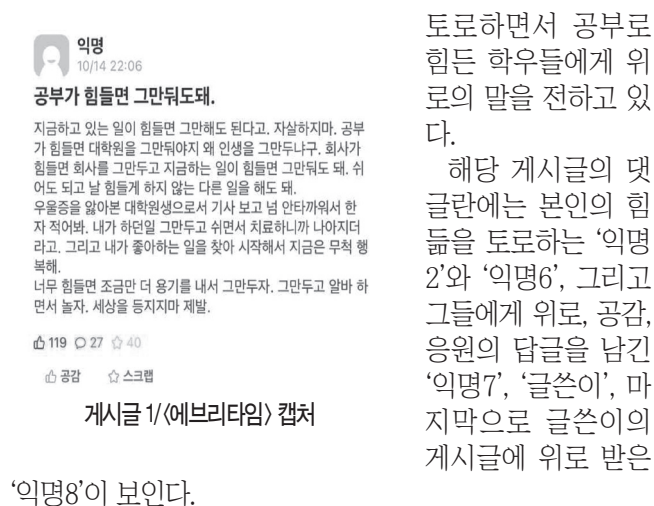 익명
10/14 22:06
공부가 힘들면 그만둬도돼.
지금하고 있는 일이 힘들면 그만해도 된다고. 자살하지마. 공부
가 힘들면 대학원을 그만둬야지 왜 인생을 그만두냐구. 회사가
힘들면 회사를 그만두고 지금하는 일이 힘들면 그만둬도 돼. 쉬
어도 되고 날 힘들게 하지 않는 다른 일을 해도 돼.
우울증을 앓아본 대학원생으로서 기사 보고 넘 안타까워서 한
자 적어봐. 내가 하던일 그만두고 쉬면서 치료하니까 나아지더
라고. 그리고 내가 좋아하는 일을 찾아 시작해서 지금은 무척 행
복해.
너무 힘들면 조금만 더 용기를 내서 그만두자. 그만두고 알바 하
면서 놀자. 세상을 등지지마 제발.
119 27 40
공감 스크랩
게시글 1/〈에브리타임〉 캡처
토로하면서 공부로
힘든 학우들에게 위
로의 말을 전하고 있
다.
해당 게시글의 댓
글란에는 본인의 힘
듦을 토로하는 ‘익명
2’와 ‘익명6’, 그리고
그들에게 위로, 공감,
응원의 답글을 남긴
‘익명7’, ‘글쓴이’, 마
지막으로 글쓴이의
게시글에 위로 받은
‘익명8’이 보인다.